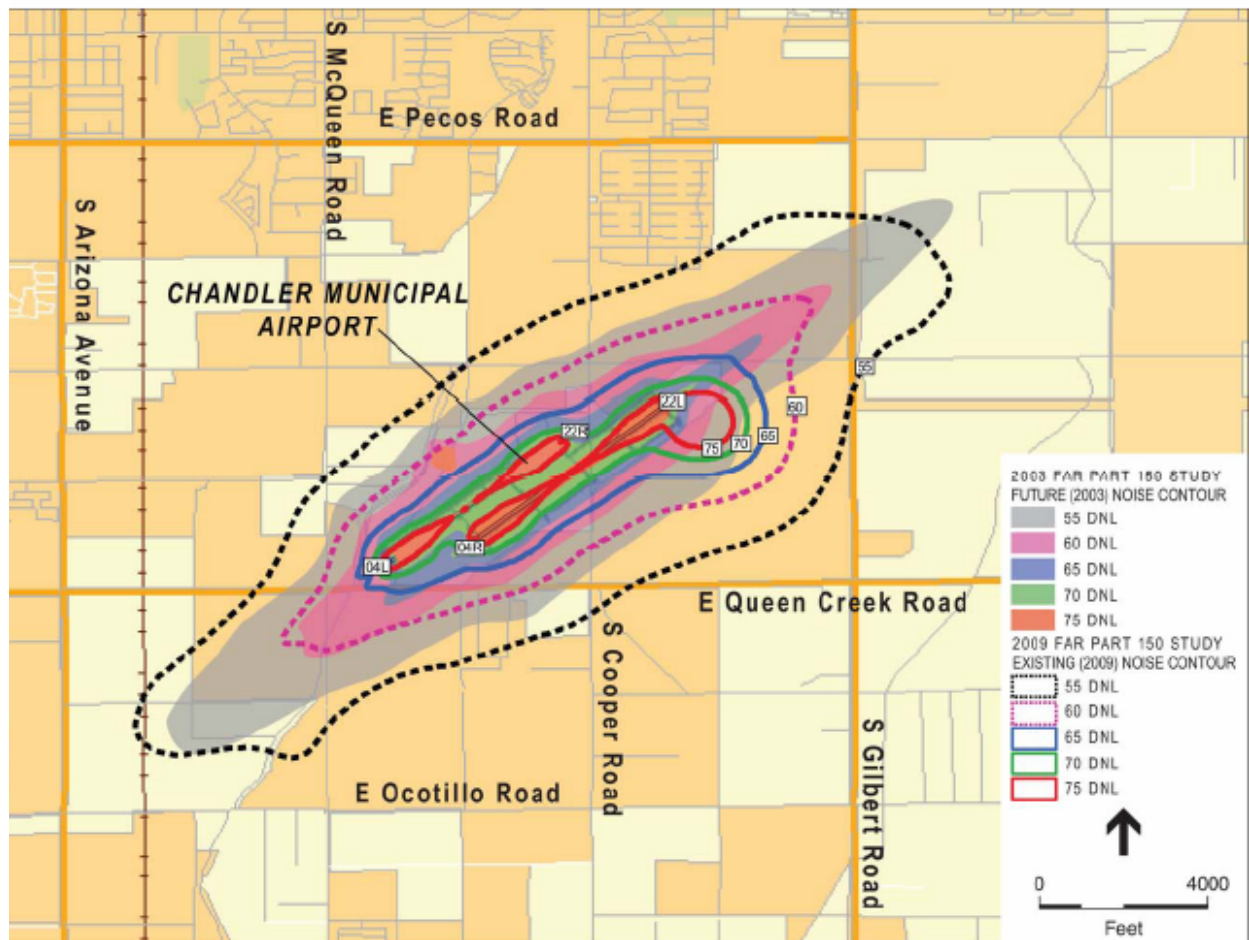 S McQueen Road
E Pecos Road
S Arizona Avenue
CHANDLER MUNICIPAL
AIRPORT
55
22L
60
22R
65
70
75
04R
04L
E Queen Creek Road
S Cooper Road
S Gilbert Road
E Ocotillo Road
2003 FAR PART 150 STUDY
FUTURE (2003) NOISE CONTOUR
55 DNL
60 DNL
65 DNL
70 DNL
75 DNL
2009 FAR PART 150 STUDY
EXISTING (2009) NOISE CONTOUR
55 DNL
60 DNL
65 DNL
70 DNL
75 DNL
0 4000
Feet